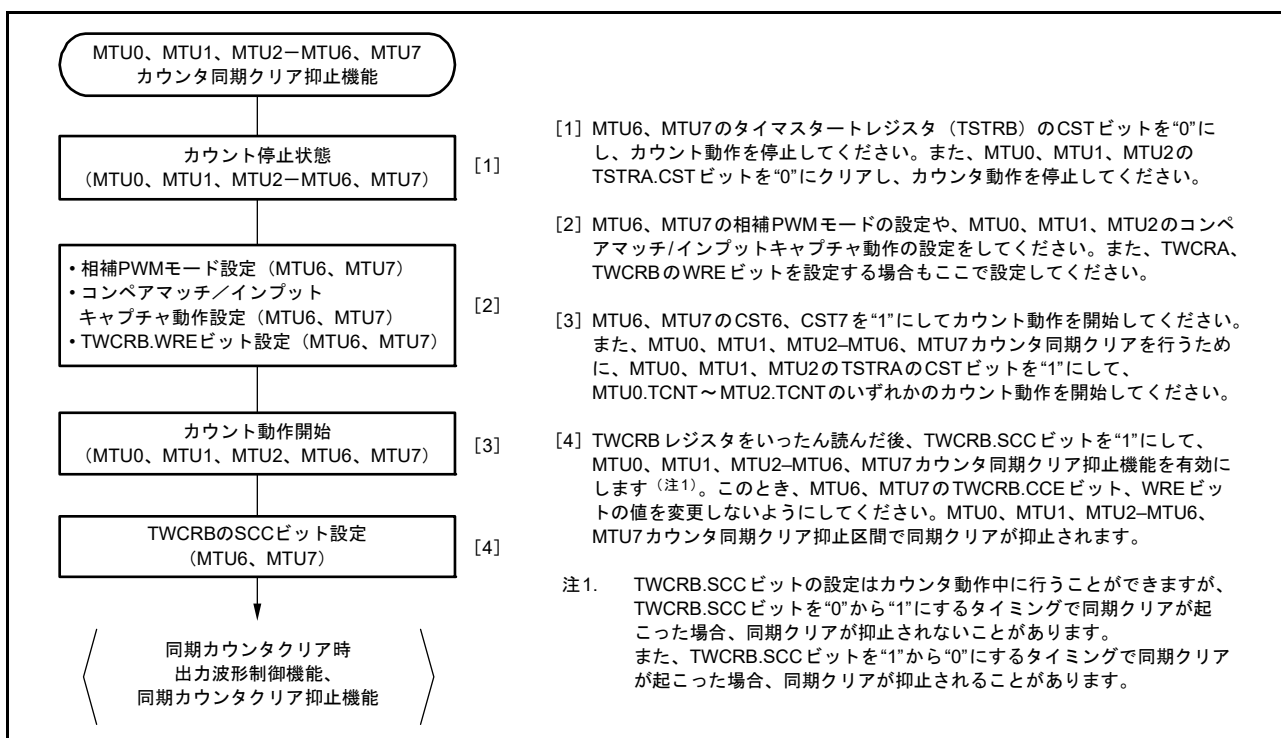 MTU0、MTU1、MTU2ーMTU6、MTU7
カウンタ同期クリア抑止機能
カウント停止状態
（MTU0、MTU1、MTU2ーMTU6、MTU7）
[1]
• 相補PWMモード設定（MTU6、MTU7）
• コンペアマッチ／インプット
キャプチャ動作設定（MTU6、MTU7）
• TWCRB.WREビット設定（MTU6、MTU7）
[2]
カウント動作開始
（MTU0、MTU1、MTU2、MTU6、MTU7）
[3]
TWCRBのSCCビット設定
（MTU6、MTU7）
[4]
同期カウンタクリア時
出力波形制御機能、
同期カウンタクリア抑止機能
[1] MTU6、MTU7のタイマスタートレジスタ（TSTRB）のCSTビットを“0”に
し、カウント動作を停止してください。また、MTU0、MTU1、MTU2の
TSTRA.CSTビットを“0”にクリアし、カウンタ動作を停止してください。
[2] MTU6、MTU7の相補PWMモードの設定や、MTU0、MTU1、MTU2のコンペ
アマッチ/インプットキャプチャ動作の設定をしてください。また、TWCRA、
TWCRBのWREビットを設定する場合もここで設定してください。
[3] MTU6、MTU7のCST6、CST7を“1”にしてカウント動作を開始してください。
また、MTU0、MTU1、MTU2–MTU6、MTU7カウンタ同期クリアを行うため
に、MTU0、MTU1、MTU2のTSTRAのCSTビットを“1”にして、
MTU0.TCNT～MTU2.TCNTのいずれかのカウント動作を開始してください。
[4] TWCRBレジスタをいったん読んだ後、TWCRB.SCCビットを“1”にして、
MTU0、MTU1、MTU2–MTU6、MTU7カウンタ同期クリア抑止機能を有効に
します（注1）。このとき、MTU6、MTU7のTWCRB.CCEビット、WREビッ
トの値を変更しないようにしてください。MTU0、MTU1、MTU2–MTU6、
MTU7カウンタ同期クリア抑止区間で同期クリアが抑止されます。
注1. TWCRB.SCCビットの設定はカウンタ動作中に行うことができますが、
TWCRB.SCCビットを“0”から“1”にするタイミングで同期クリアが起
こった場合、同期クリアが抑止されないことがあります。
また、TWCRB.SCCビットを“1”から“0”にするタイミングで同期クリア
が起こった場合、同期クリアが抑止されることがあります。